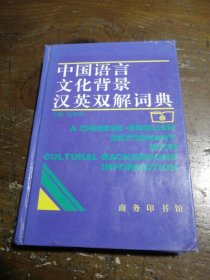 中国语言
文化背景
汉英双解词典
A CHINESE-ENGLISH
DICTIONARY
WITH
CULTURAL BACKGROUND
INFORMATION
商务印书馆